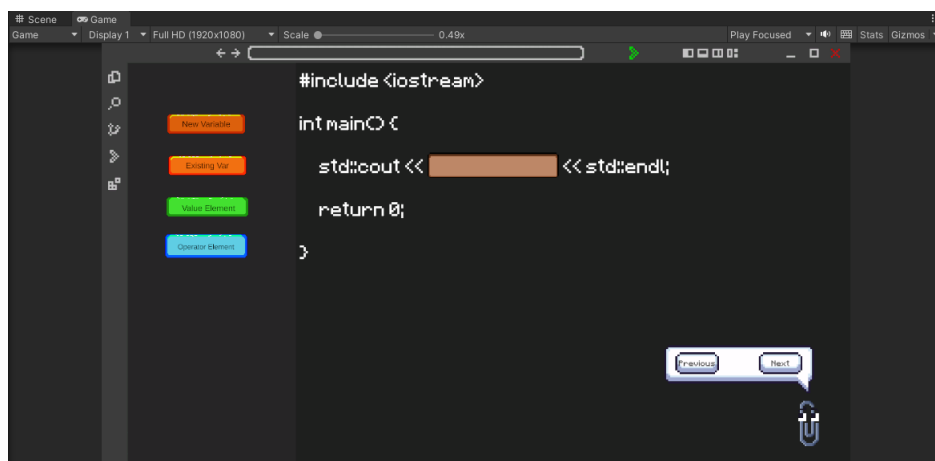 Scene Game
Game Display 1 Full HD (1920x1080) Scale 0.49x Play Focused Stats Gizmos
#include <iostream>
New Variable
int main() {
Existing Var
std::cout << << std::endl;
Value Element
return 0;
Operator Element
}
Previous Next